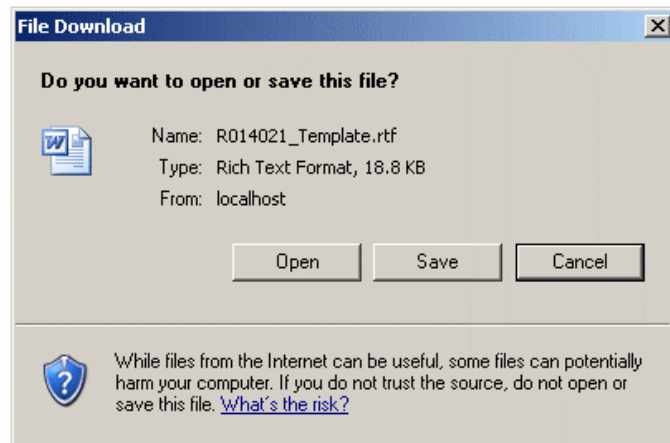 File Download
Do you want to open or save this file?
Name: R014021_Template.rtf
Type: Rich Text Format, 18.8 KB
From: localhost
Open Save Cancel
While files from the Internet can be useful, some files can potentially
harm your computer. If you do not trust the source, do not open or
save this file. What's the risk?